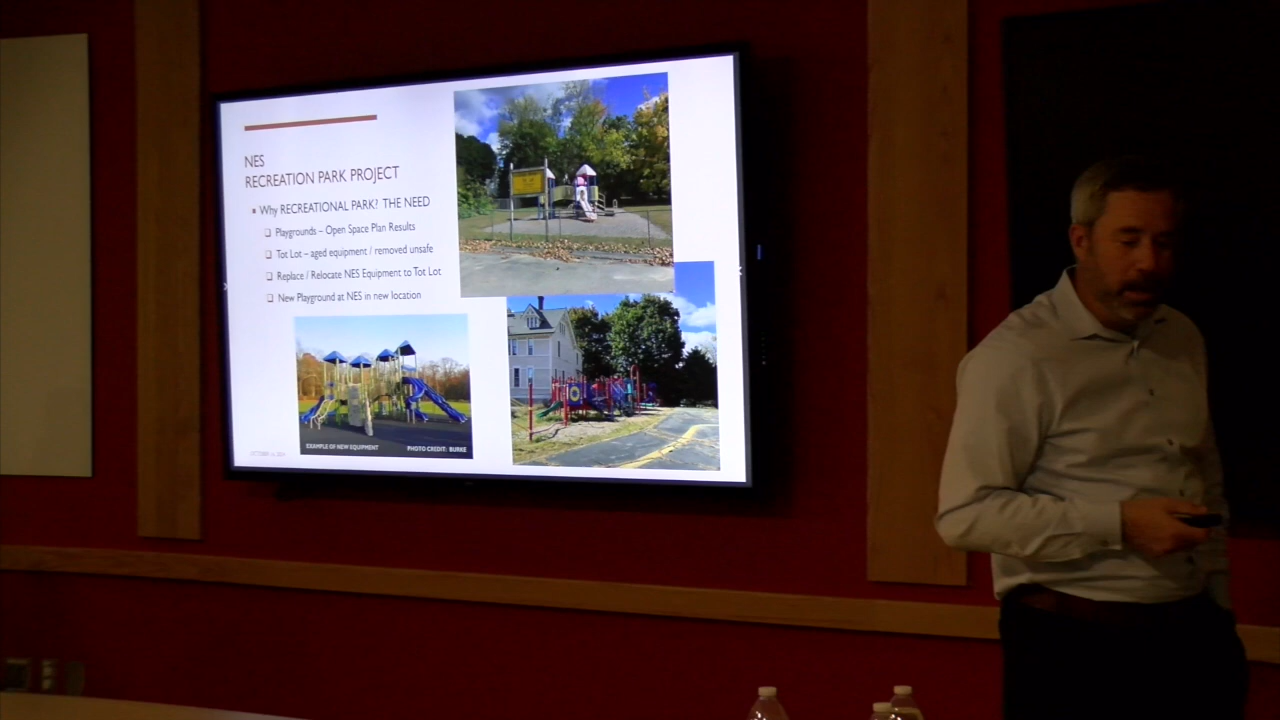 NES
RECREATION PARK PROJECT
Why RECREATIONAL PARK? THE NEED
Playgrounds – Open Space Plan Results
Tot Lot – aged equipment / removed unsafe
Replace / Relocate NES Equipment to Tot Lot
New Playground at NES in new location
EXAMPLE OF NEW EQUIPMENT PHOTO CREDIT: BURKE